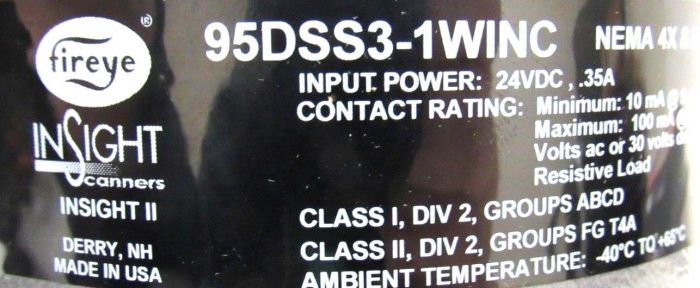 fireye®
INSIGHT
Scanners
INSIGHT II
DERRY, NH
MADE IN USA
95DSS3-1WINC NEMA 4X
INPUT POWER: 24VDC, .35A
CONTACT RATING: Minimum: 10 mA @
Maximum: 100 mA @
Volts ac or 30 volts
Resistive Load
CLASS I, DIV 2, GROUPS ABCD
CLASS II, DIV 2, GROUPS FG T4A
AMBIENT TEMPERATURE: -40°C TO +65°C